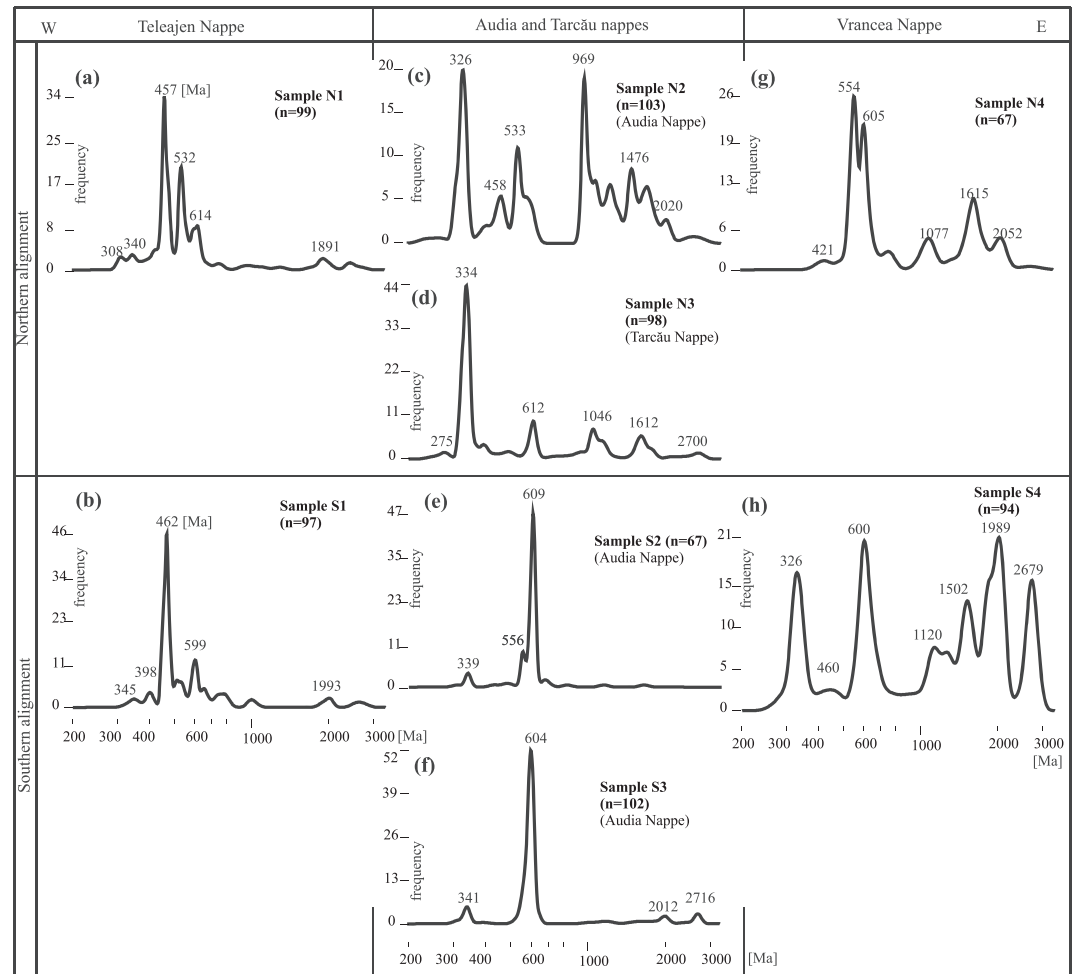 W Teleajen Nappe Audia and Tarcău nappes Vrancea Nappe E
Northern alignment
(a)
457 [Ma]
Sample N1
(n=99)
34
25
17
8
0
frequency
532
614
308
340
1891
(c)
326
969
Sample N2
(n=103)
(Audia Nappe)
20
15
10
5
0
frequency
533
458
1476
2020
(g)
554
605
Sample N4
(n=67)
26
19
13
6
0
frequency
421
1077
1615
2052
(d)
334
Sample N3
(n=98)
(Tarcău Nappe)
44
33
22
11
0
frequency
275
612
1046
1612
2700
Southern alignment
(b)
462 [Ma]
Sample S1
(n=97)
46
34
23
11
0
frequency
345
398
599
1993
200 300 400 600 1000 2000 3000 [Ma]
(e)
609
Sample S2 (n=67)
(Audia Nappe)
47
35
23
11
0
frequency
339
556
(h)
Sample S4
(n=94)
21
15
10
5
0
frequency
326
460
600
1120
1502
1989
2679
200 300 400 600 1000 2000 3000
[Ma]
(f)
604
Sample S3
(n=102)
(Audia Nappe)
52
39
26
13
0
frequency
341
2012
2716
200 300 400 600 1000 2000 3000 [Ma]